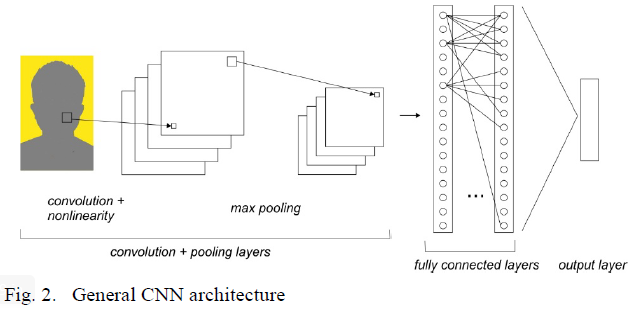 convolution +
nonlinearity
max pooling
convolution + pooling layers
...
fully connected layers
output layer
Fig. 2. General CNN architecture